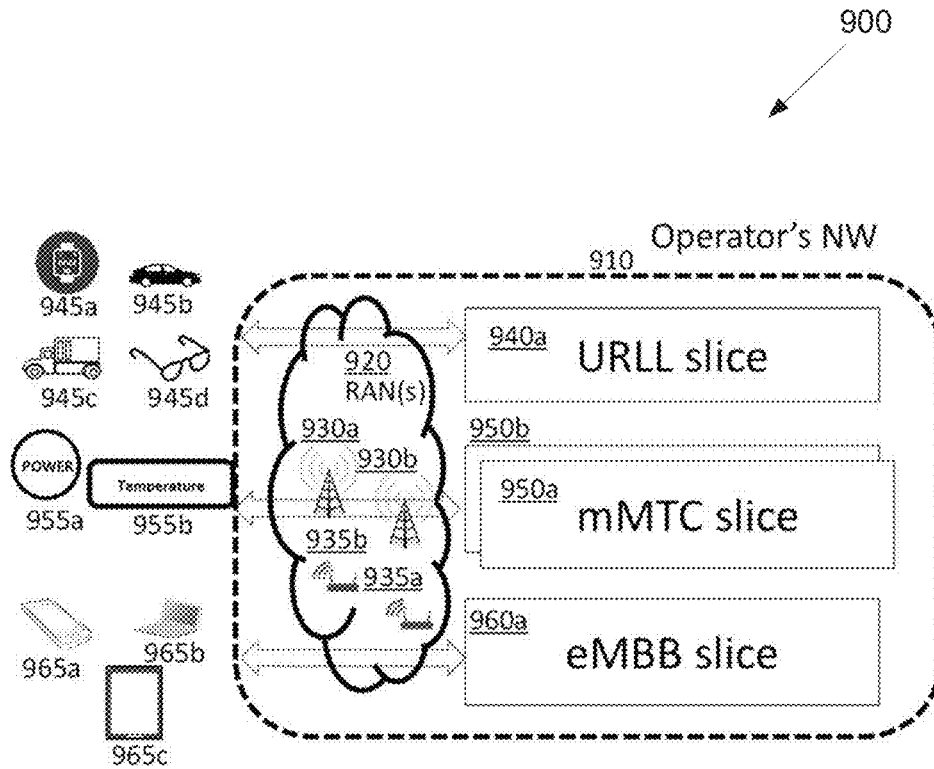 900
Operator's NW
910
945a
945b
940a
URLL slice
920
RAN(s)
945c
945d
930a
950b
930b
POWER
Temperature
950a
mMTC slice
955a
955b
935b
935a
960a
eMBB slice
965a
965b
965c